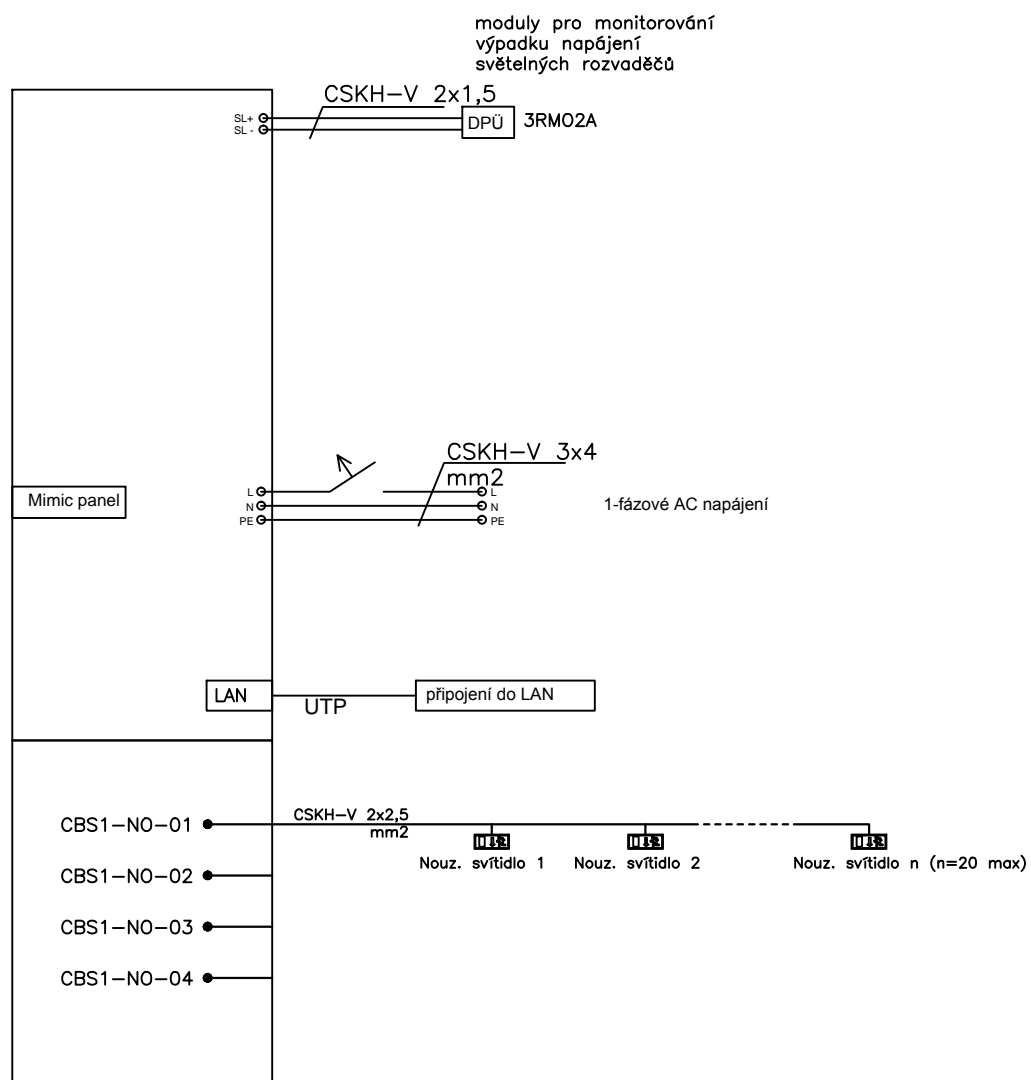 moduly pro monitorování
výpadku napájení
světelných rozvaděčů
CSKH-V 2x1,5
SL+
SL -
DPÜ
3RM02A
CSKH-V 3x4
mm2
Mimic panel
L
L
N
N
PE
PE
1-fázové AC napájení
LAN
UTP
připojení do LAN
CBS1-NO-01
CSKH-V 2x2,5
mm2
Nouz. svítidlo 1
Nouz. svítidlo 2
Nouz. svítidlo n (n=20 max)
CBS1-NO-02
CBS1-NO-03
CBS1-NO-04